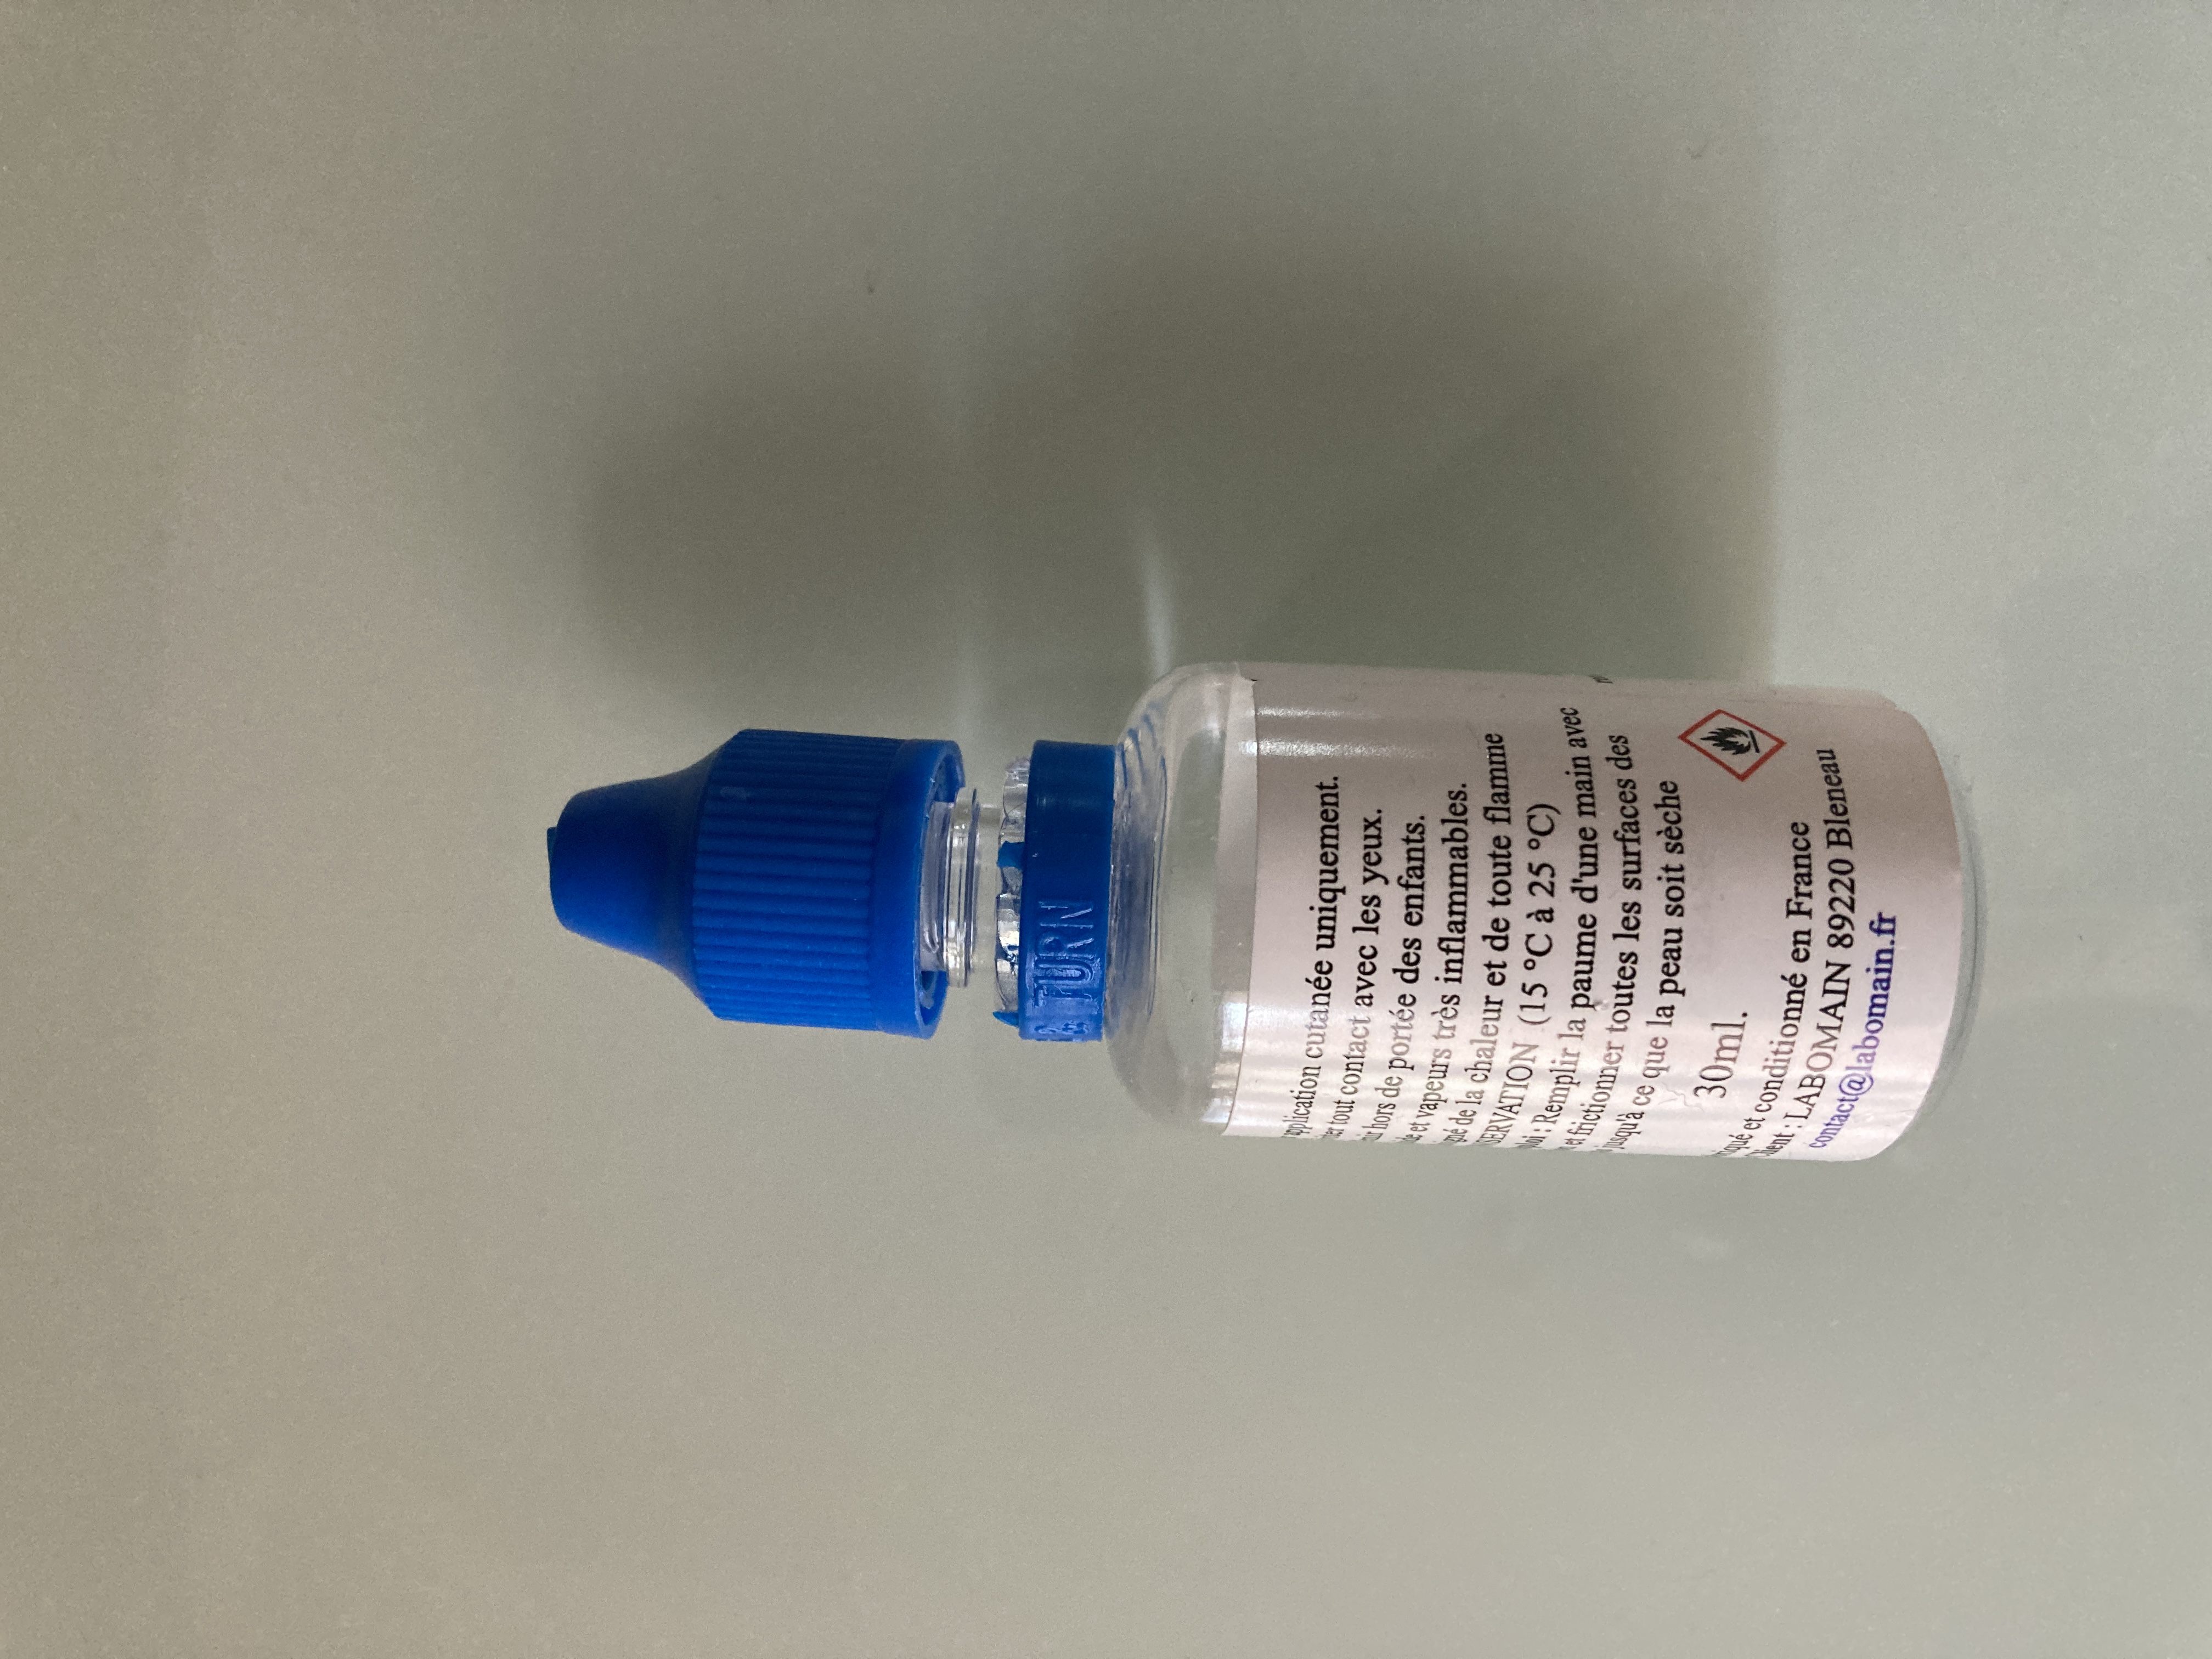 & TURN
application cutanée uniquement.
tout contact avec les yeux.
hors de portée des enfants.
et vapeurs très inflammables.
de la chaleur et de toute flamme
(15 °C à 25 °C)
: Remplir la paume d'une main avec
et frictionner toutes les surfaces des
jusqu'à ce que la peau soit sèche
30ml.
et conditionné en France
: LABOMAIN 89220 Bleneau
contact@labomain.fr